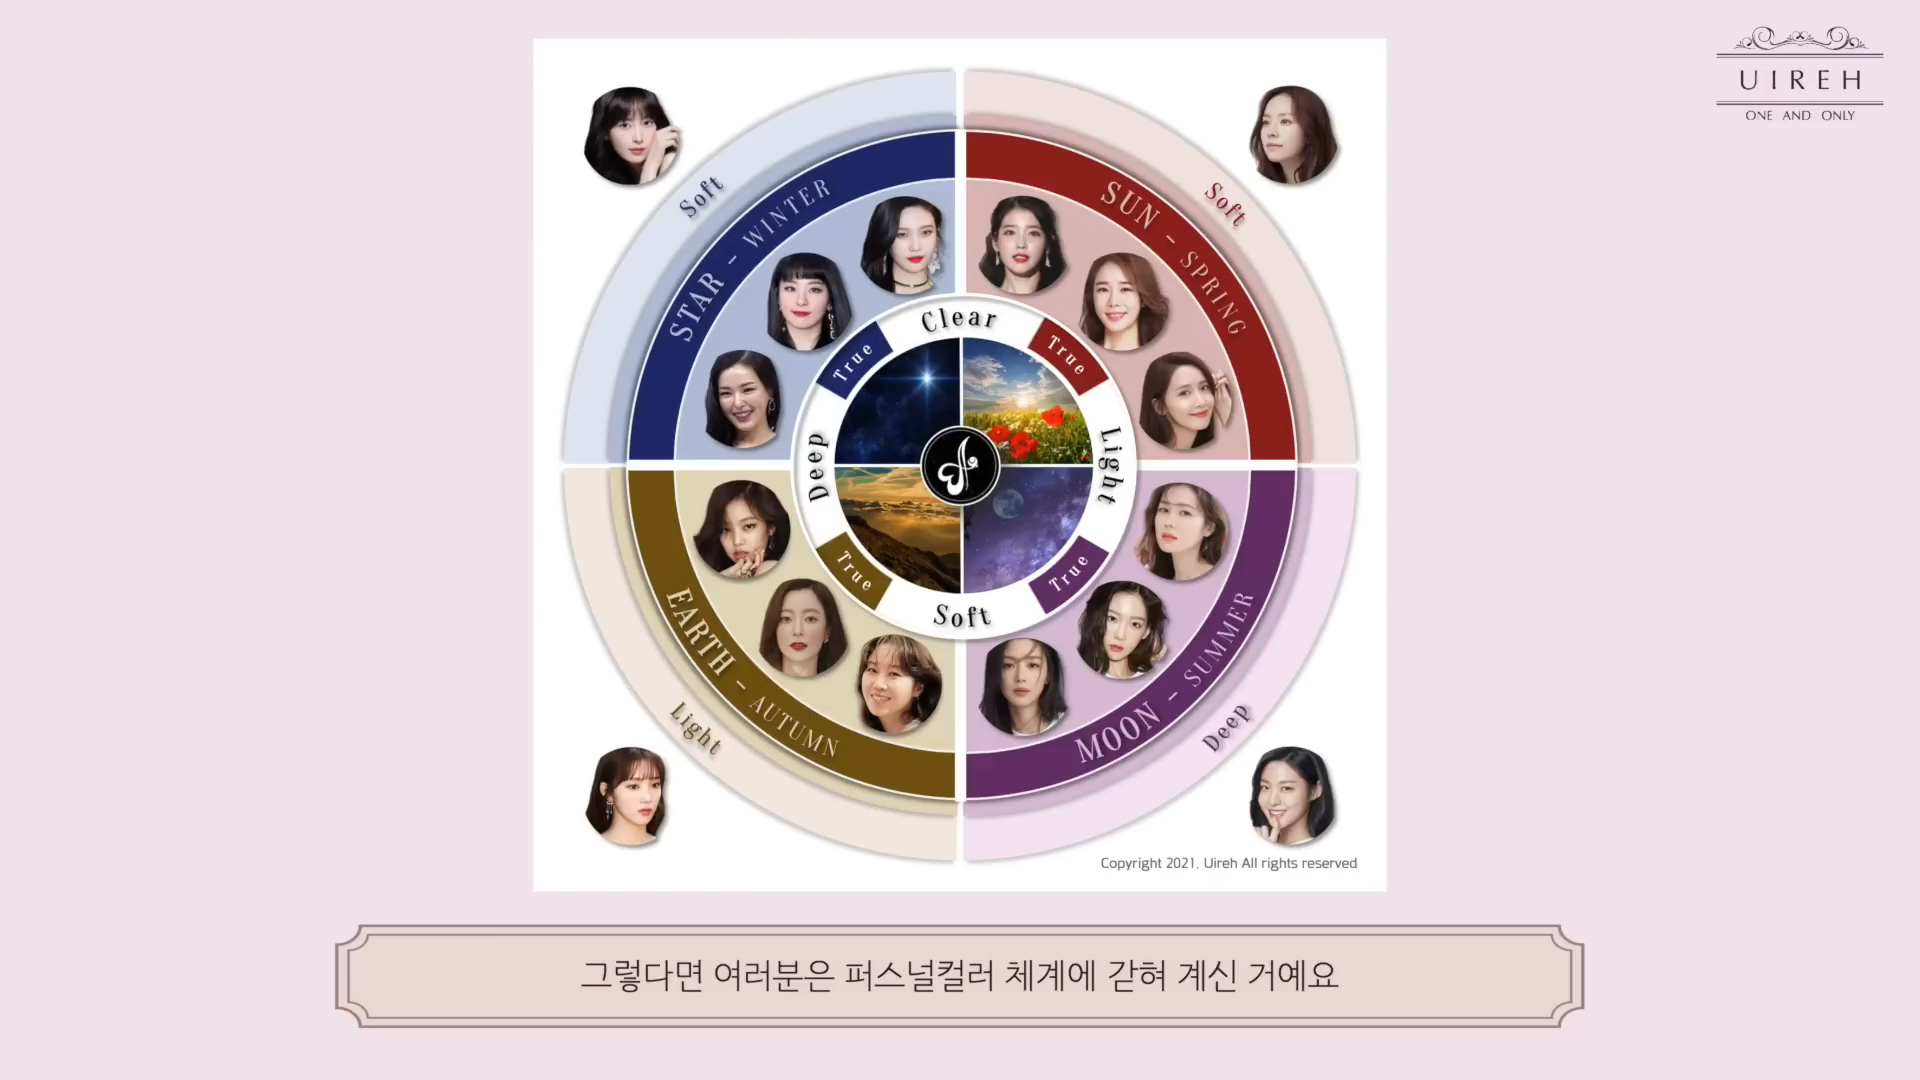 UIREH
ONE AND ONLY
Soft
Soft
STAR - WINTER
SUN - SPRING
Clear
True
True
Deep
Light
True
True
Soft
EARTH - AUTUMN
MOON - SUMMER
Light
Deep
Copyright 2021. Uireh All rights reserved
그렇다면 여러분은 퍼스널컬러 체계에 갇혀 계신 거예요